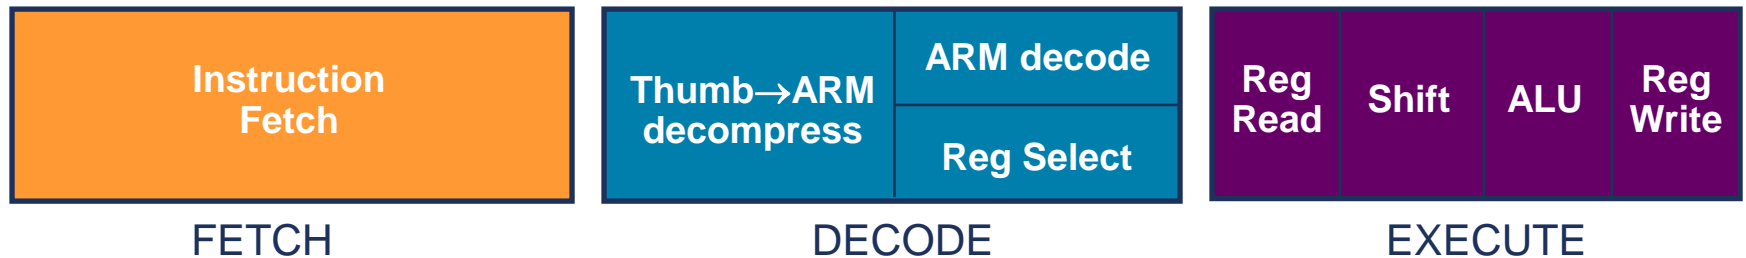 Instruction
Fetch
Thumb→ARM
decompress
ARM decode
Reg Select
Reg
Read
Shift
ALU
Reg
Write
FETCH
DECODE
EXECUTE